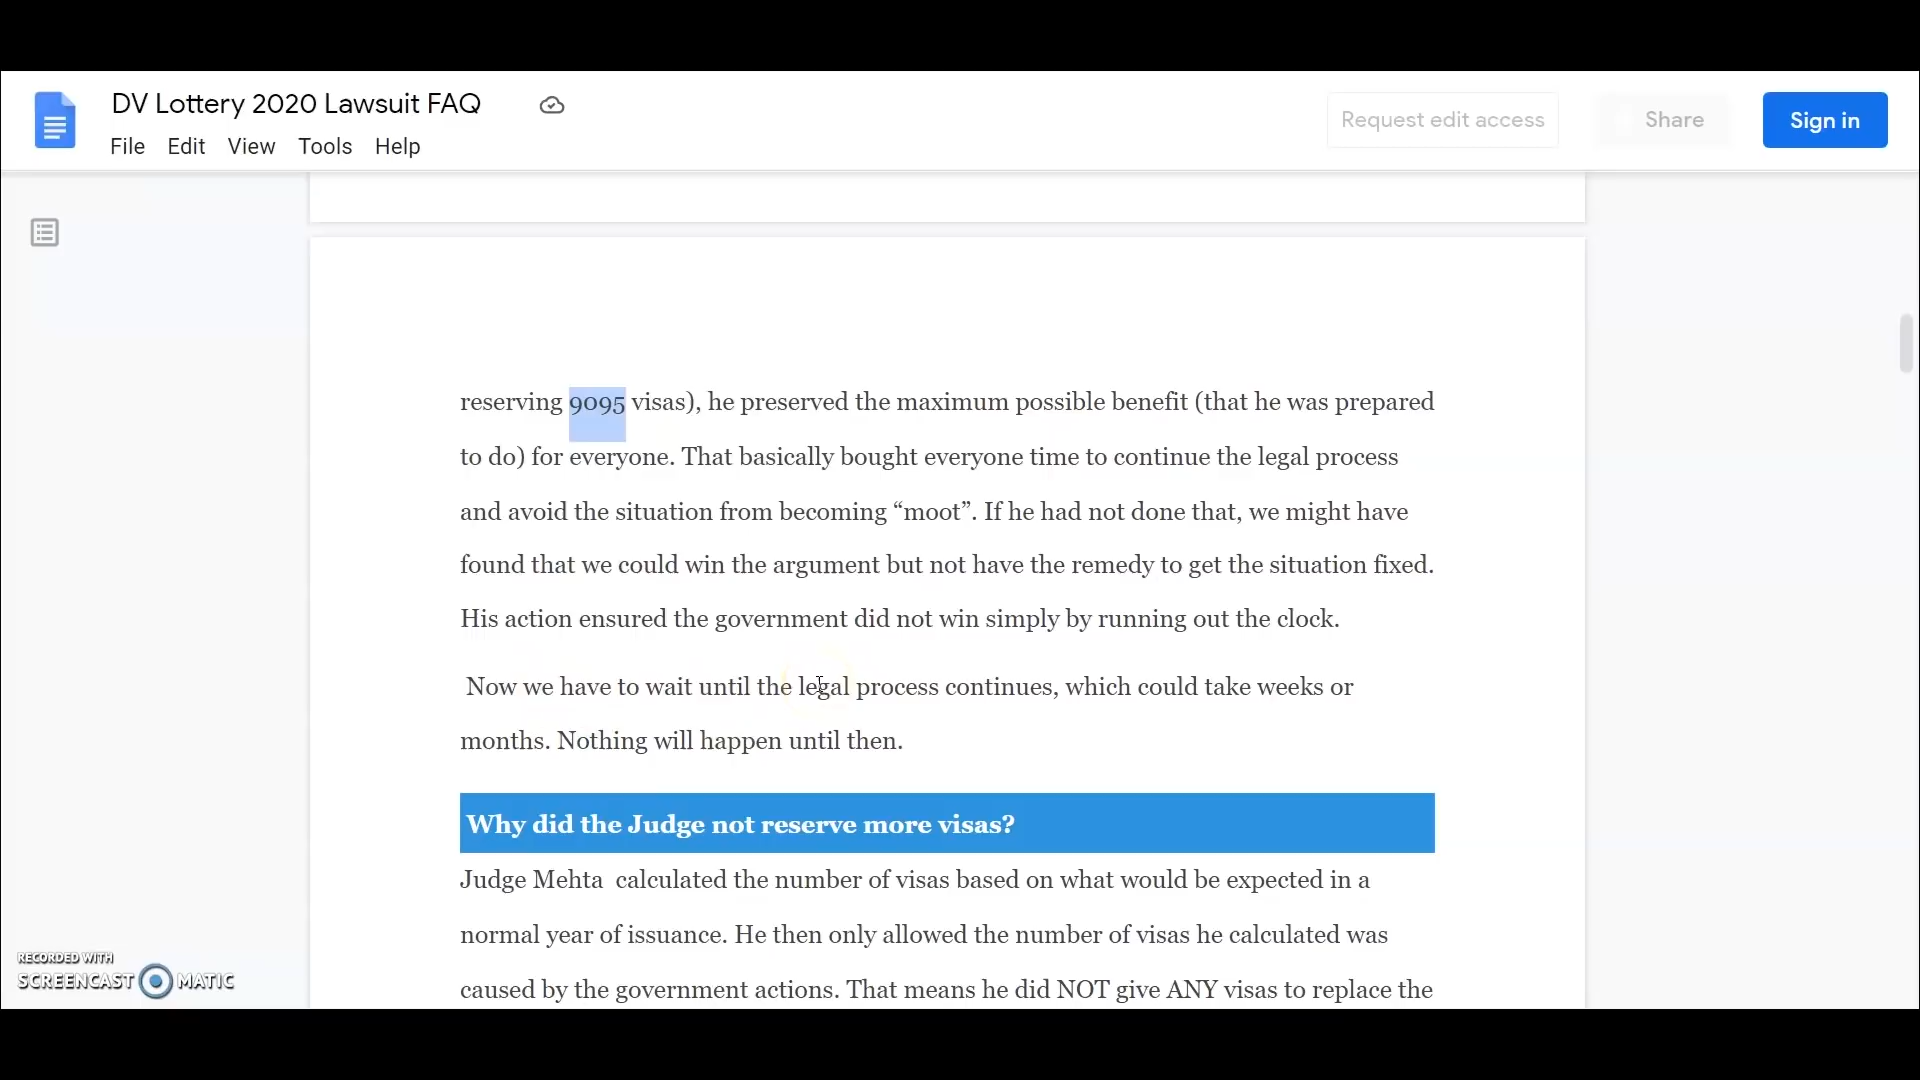 DV Lottery 2020 Lawsuit FAQ
File Edit View Tools Help
Request edit access
Share
Sign in
reserving 9095 visas), he preserved the maximum possible benefit (that he was prepared
to do) for everyone. That basically bought everyone time to continue the legal process
and avoid the situation from becoming “moot”. If he had not done that, we might have
found that we could win the argument but not have the remedy to get the situation fixed.
His action ensured the government did not win simply by running out the clock.
Now we have to wait until the legal process continues, which could take weeks or
months. Nothing will happen until then.
Why did the Judge not reserve more visas?
Judge Mehta calculated the number of visas based on what would be expected in a
normal year of issuance. He then only allowed the number of visas he calculated was
caused by the government actions. That means he did NOT give ANY visas to replace the
RECORDED WITH
SCREENCAST MATIC